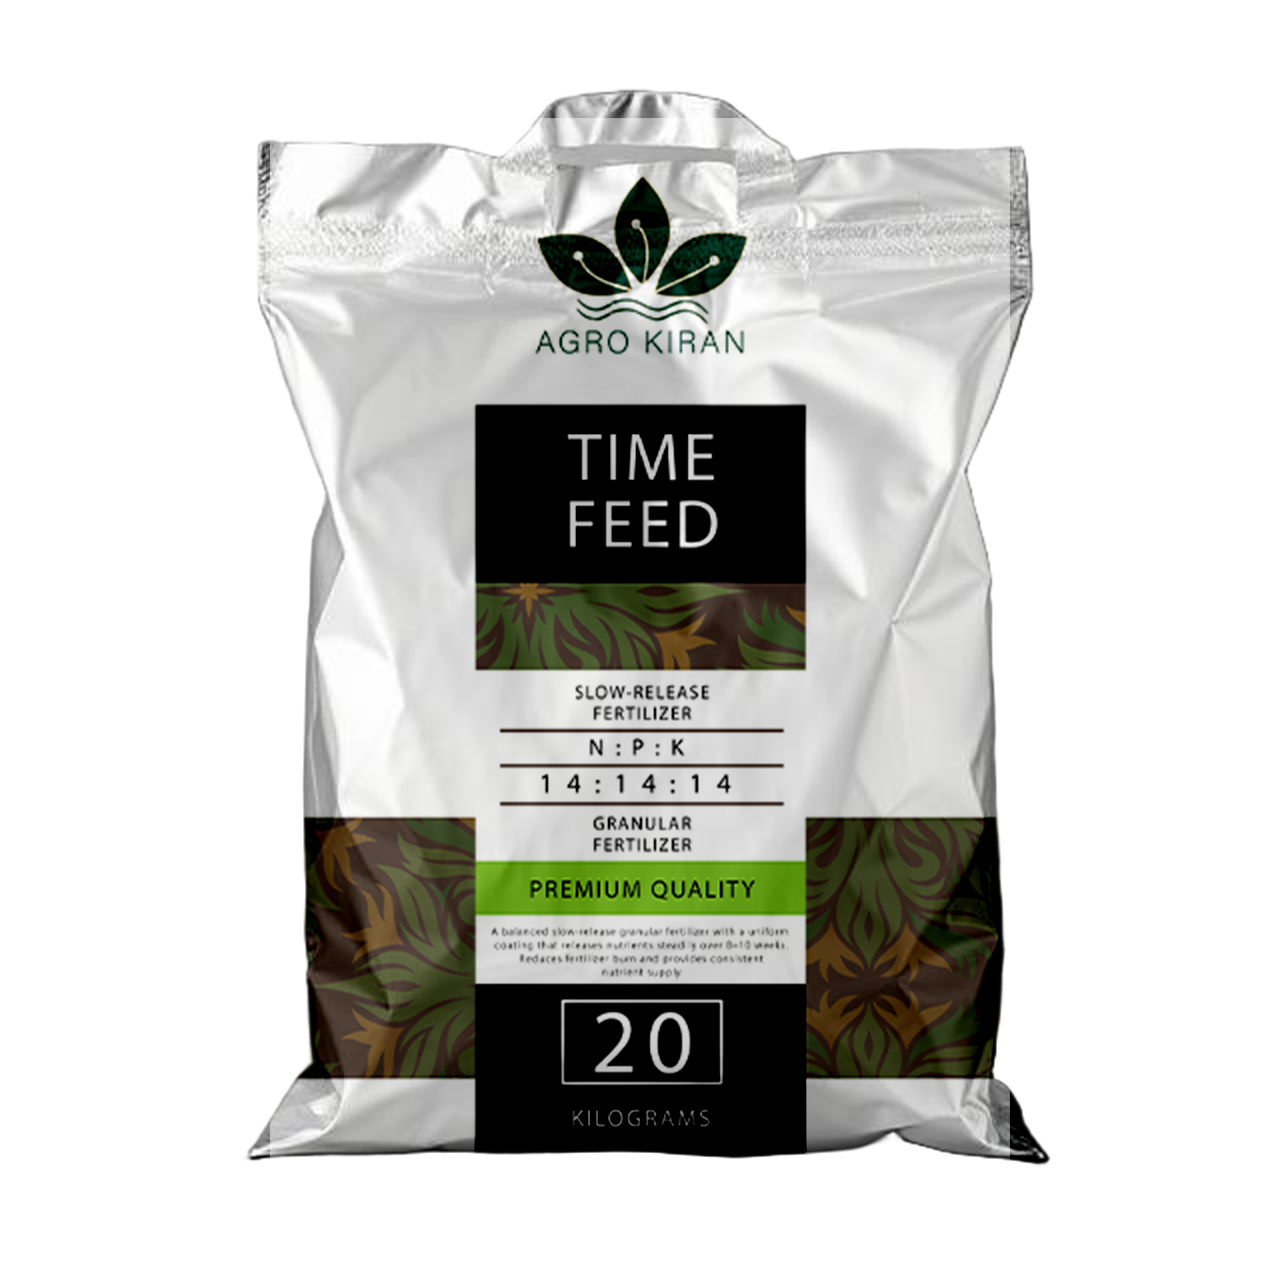 AGRO KIRAN
TIME
FEED
SLOW-RELEASE
FERTILIZER
N : P : K
14 : 14 : 14
GRANULAR
FERTILIZER
PREMIUM QUALITY
A balanced slow-release granular fertilizer with a uniform
coating that releases nutrients steadily over 8-10 weeks.
Reduces fertilizer burn and provides consistent
nutrient supply
20
KILOGRAMS